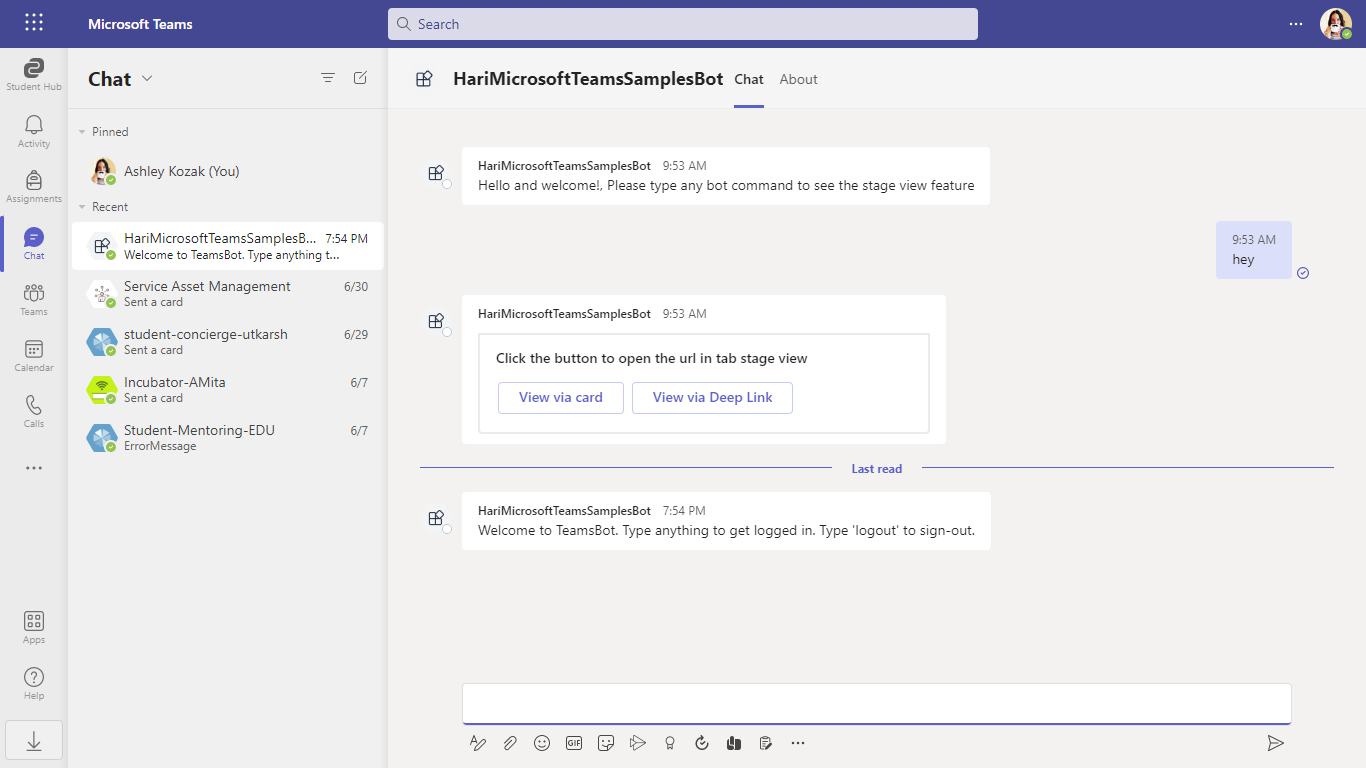 Microsoft Teams
Search
Student Hub
Activity
Assignments
Chat
Teams
Calendar
Calls
Apps
Help
Chat
Pinned
Ashley Kozak (You)
Recent
HariMicrosoftTeamsSamplesB... 7:54 PM
Welcome to TeamsBot. Type anything t...
Service Asset Management 6/30
Sent a card
student-concierge-utkarsh 6/29
Sent a card
Incubator-AMita 6/7
Sent a card
Student-Mentoring-EDU 6/7
ErrorMessage
HariMicrosoftTeamsSamplesBot Chat About
HariMicrosoftTeamsSamplesBot 9:53 AM
Hello and welcome!, Please type any bot command to see the stage view feature
9:53 AM
hey
HariMicrosoftTeamsSamplesBot 9:53 AM
Click the button to open the url in tab stage view
View via card View via Deep Link
Last read
HariMicrosoftTeamsSamplesBot 7:54 PM
Welcome to TeamsBot. Type anything to get logged in. Type 'logout' to sign-out.
GIF